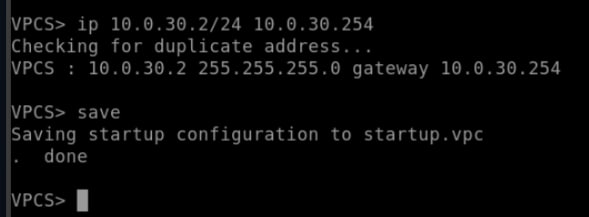 VPCS> ip 10.0.30.2/24 10.0.30.254
Checking for duplicate address...
VPCS : 10.0.30.2 255.255.255.0 gateway 10.0.30.254
VPCS> save
Saving startup configuration to startup.vpc
.  done
VPCS>